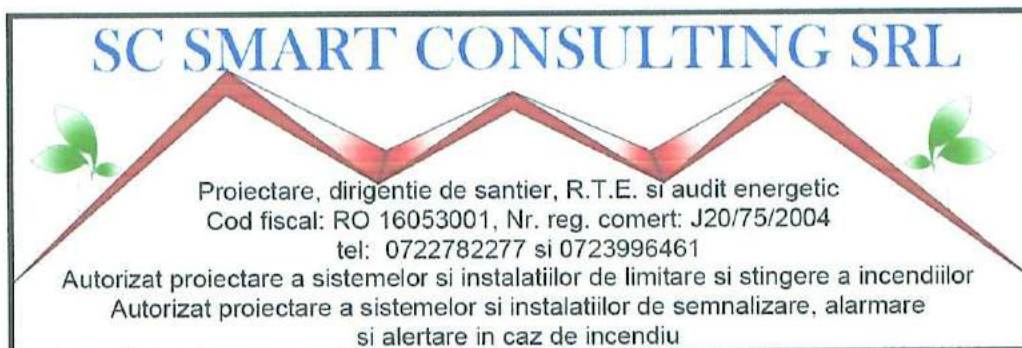 SC SMART CONSULTING SRL
Proiectare, dirigentie de santier, R.T.E. si audit energetic
Cod fiscal: RO 16053001, Nr. reg. comert: J20/75/2004
tel: 0722782277 si 0723996461
Autorizat proiectare a sistemelor si instalatiilor de limitare si stingere a incendiilor
Autorizat proiectare a sistemelor si instalatiilor de semnalizare, alarmare
si alertare in caz de incendiu